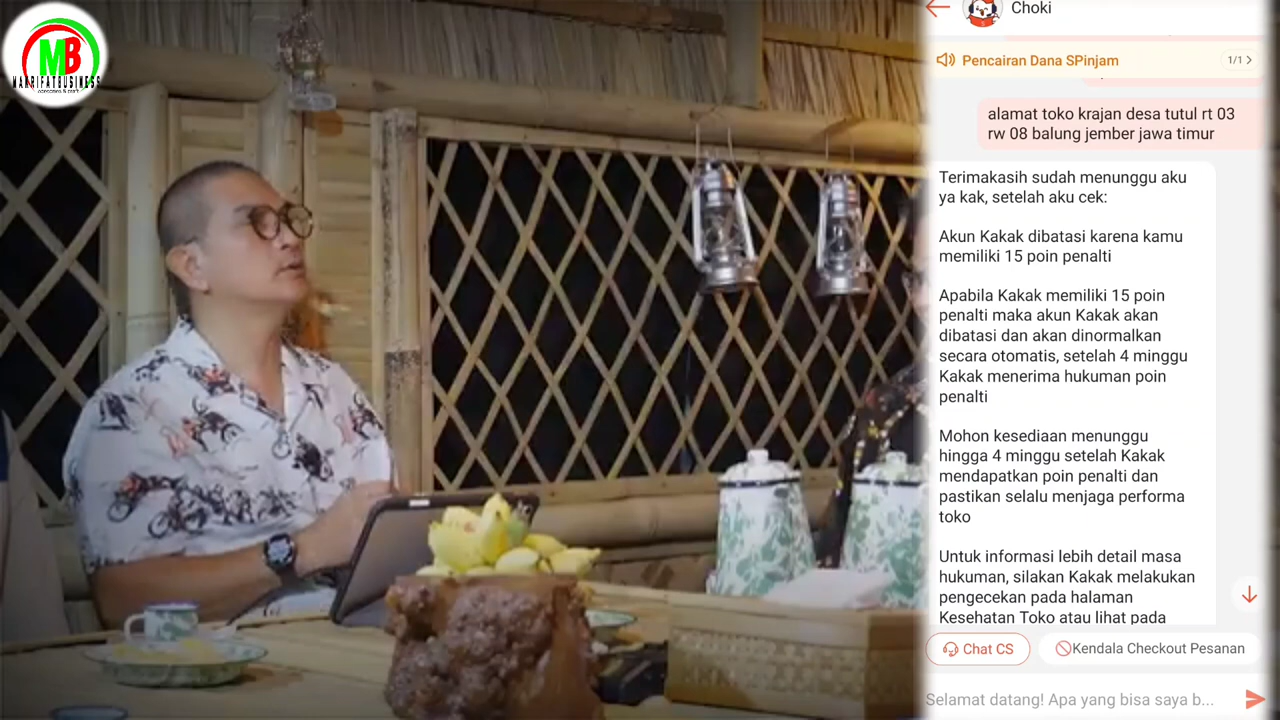 MB
MAKRIFATBUSINESS
Choki
Pencairan Dana SPinjam
1/1
alamat toko krajan desa tutul rt 03
rw 08 balung jember jawa timur
Terimakasih sudah menunggu aku
ya kak, setelah aku cek:
Akun Kakak dibatasi karena kamu
memiliki 15 poin penalti
Apabila Kakak memiliki 15 poin
penalti maka akun Kakak akan
dibatasi dan akan dinormalkan
secara otomatis, setelah 4 minggu
Kakak menerima hukuman poin
penalti
Mohon kesediaan menunggu
hingga 4 minggu setelah Kakak
mendapatkan poin penalti dan
pastikan selalu menjaga performa
toko
Untuk informasi lebih detail masa
hukuman, silakan Kakak melakukan
pengecekan pada halaman
Kesehatan Toko atau lihat pada
Chat CS
Kendala Checkout Pesanan
Selamat datang! Apa yang bisa saya b...